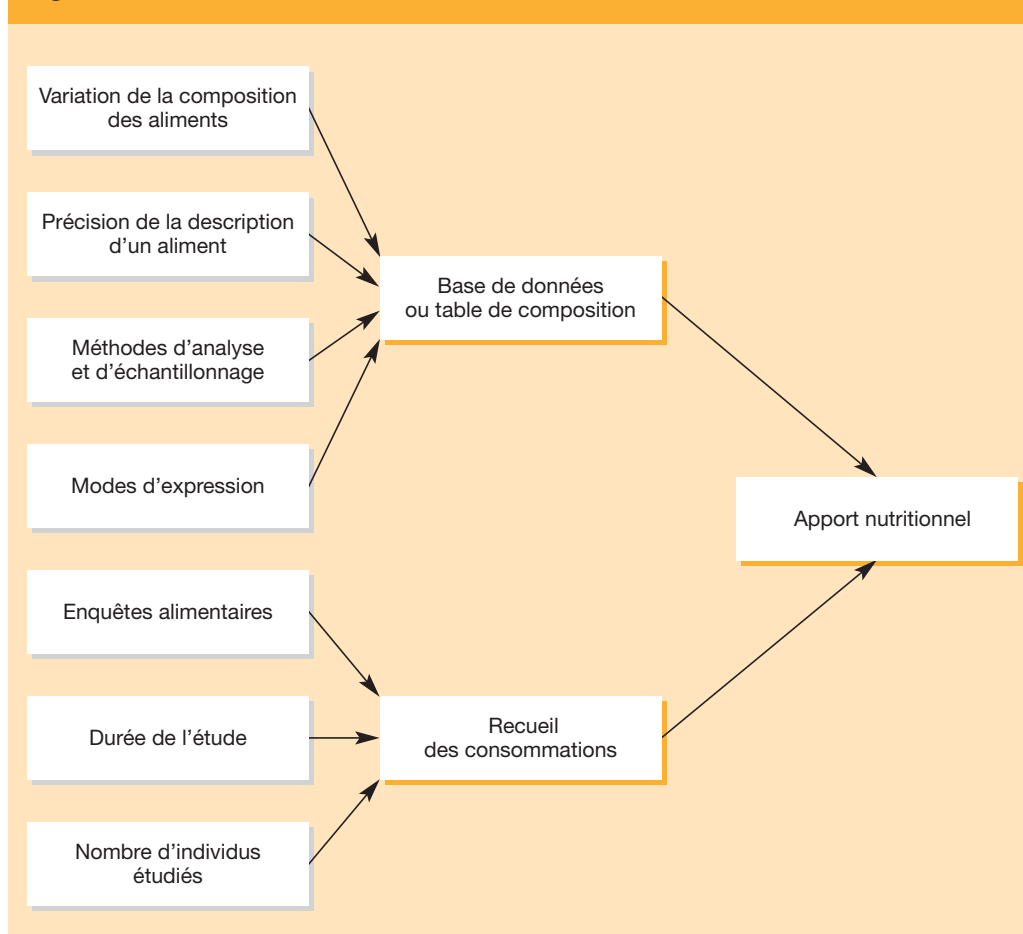 Variation de la composition
des aliments
Précision de la description
d'un aliment
Méthodes d'analyse
et d'échantillonnage
Modes d'expression
Enquêtes alimentaires
Durée de l'étude
Nombre d'individus
étudiés
Base de données
ou table de composition
Recueil
des consommations
Apport nutritionnel